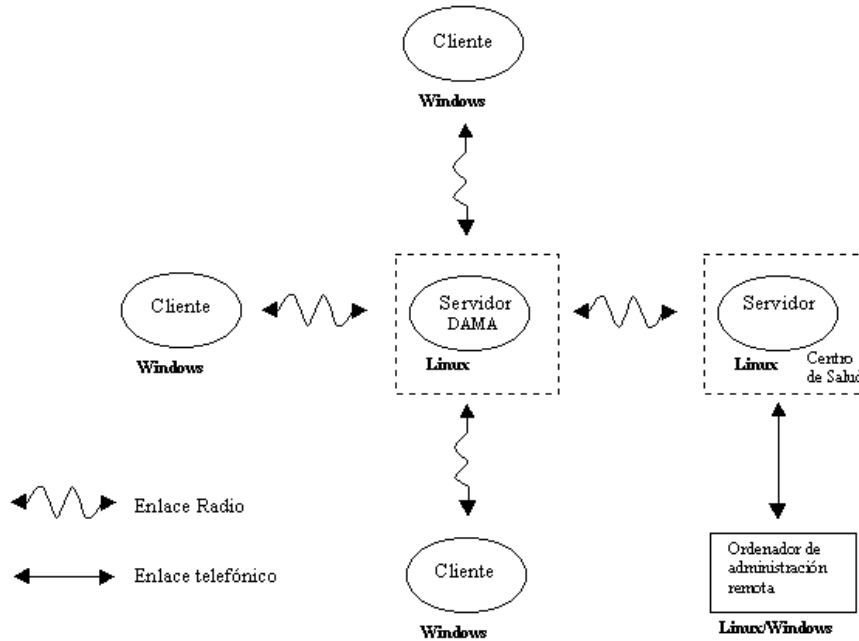 Cliente
Windows
Cliente
Windows
Servidor
DAMA
Linux
Servidor
Linux
Centro
de Salud
Enlace Radio
Enlace telefónico
Cliente
Windows
Ordenador de
administración
remota
Linux/Windows